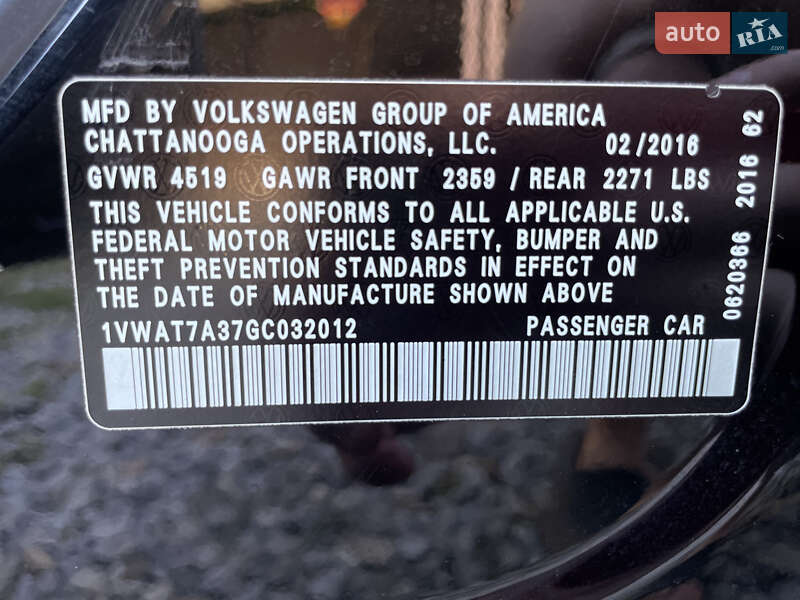 auto RIA .com
MFD BY VOLKSWAGEN GROUP OF AMERICA
CHATTANOOGA OPERATIONS, LLC. 02/2016
GVWR 4519 GAWR FRONT 2359 / REAR 2271 LBS
THIS VEHICLE CONFORMS TO ALL APPLICABLE U.S.
FEDERAL MOTOR VEHICLE SAFETY, BUMPER AND
THEFT PREVENTION STANDARDS IN EFFECT ON
THE DATE OF MANUFACTURE SHOWN ABOVE
1VWAT7A37GC032012 PASSENGER CAR
0620366 2016 62